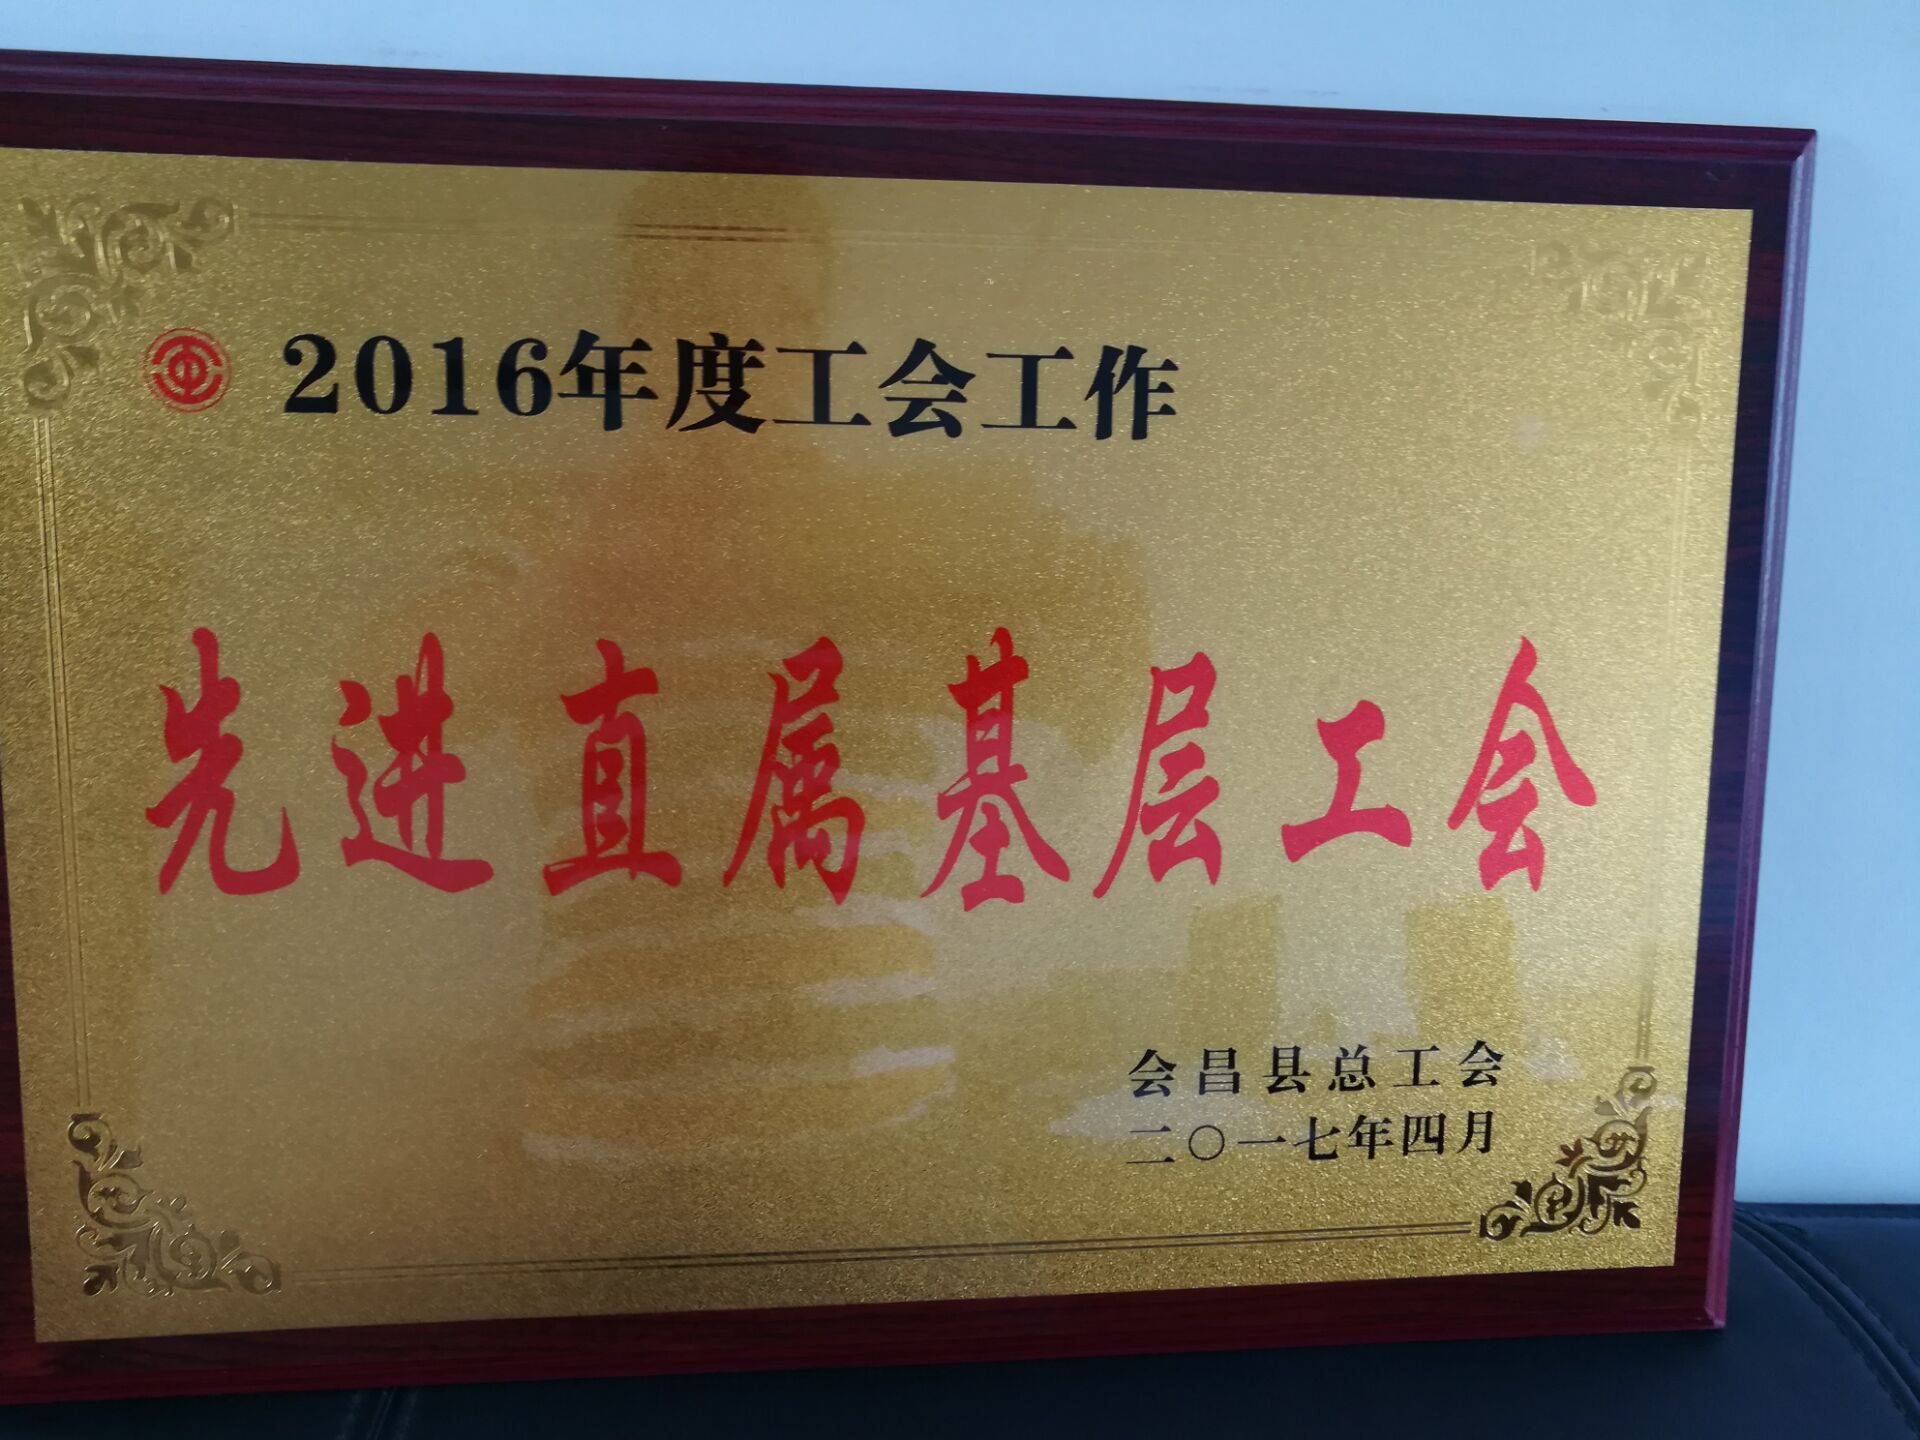 2016年度工会工作
先进直属基层工会
会昌县总工会
二〇一七年四月